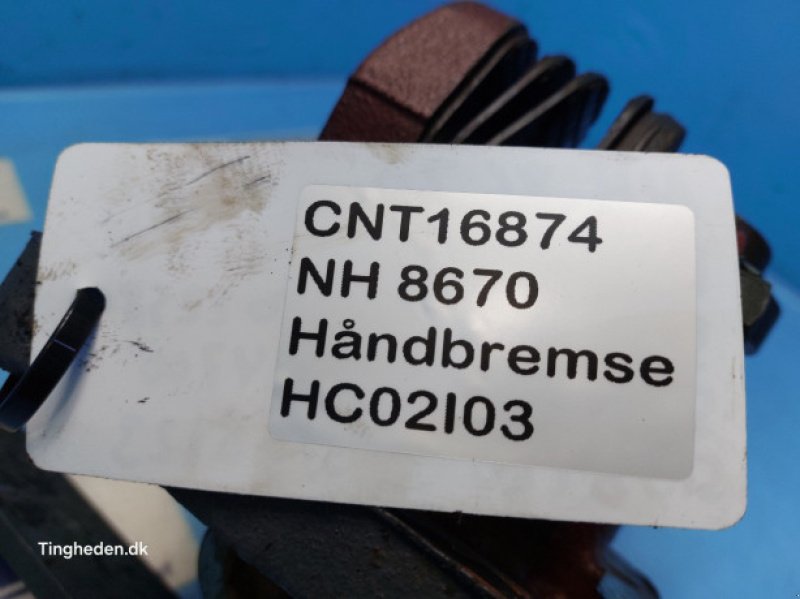 CNT16874
NH 8670
Håndbremse
HC02I03
Tingheden.dk